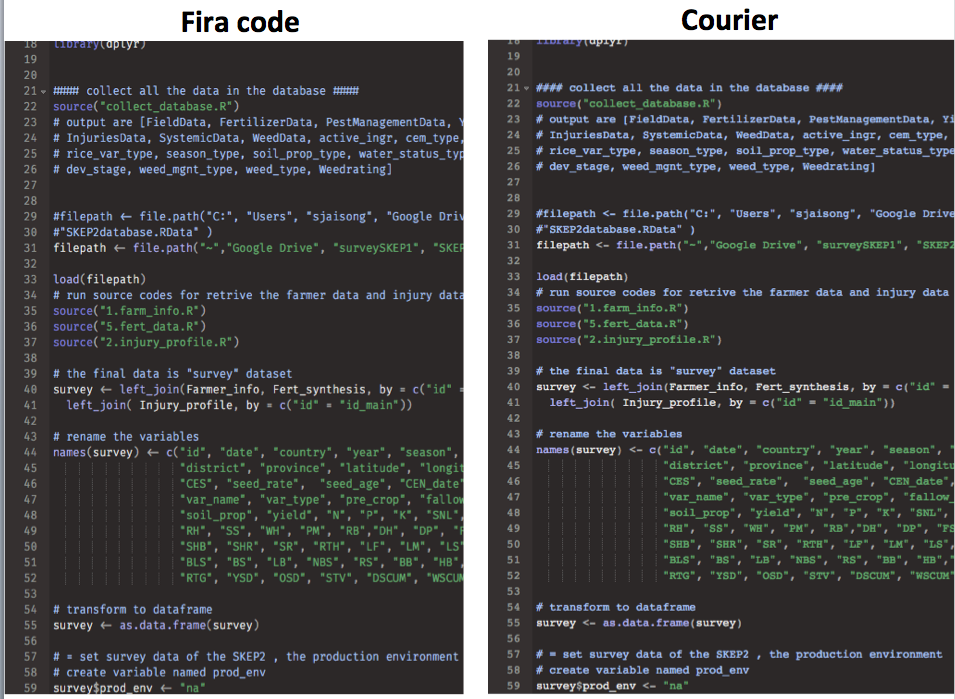 Fira code
18 library(dplyr)
19
20
21 #### collect all the data in the database ####
22 source("collect_database.R")
23 # output are [FieldData, FertilizerData, PestManagementData, Y
24 # InjuriesData, SystemicData, WeedData, active_ingr, cem_type,
25 # rice_var_type, season_type, soil_prop_type, water_status_typ
26 # dev_stage, weed_mgnt_type, weed_type, Weedrating]
27
28
29 #filepath <- file.path("C:", "Users", "sjaisong", "Google Driv
30 #"SKEP2database.RData" )
31 filepath <- file.path("~","Google Drive", "surveySKEP1", "SKEP
32
33 load(filepath)
34 # run source codes for retrive the farmer data and injury data
35 source("1.farm_info.R")
36 source("5.fert_data.R")
37 source("2.injury_profile.R")
38
39 # the final data is "survey" dataset
40 survey <- left_join(Farmer_info, Fert_synthesis, by = c("id" =
41 left_join( Injury_profile, by = c("id" = "id_main"))
42
43 # rename the variables
44 names(survey) <- c("id", "date", "country", "year", "season",
45 "district", "province", "latitude", "longit
46 "CES", "seed_rate", "seed_age", "CEN_date"
47 "var_name", "var_type", "pre_crop", "fallow
48 "soil_prop", "yield", "N", "P", "K", "SNL",
49 "RH", "SS", "WH", "PM", "RB","DH", "DP",
50 "SHB", "SHR", "SR", "RTH", "LF", "LM", "LS"
51 "BLS", "BS", "LB", "NBS", "RS", "BB", "HB",
52 "RTG", "YSD", "OSD", "STV", "DSCUM", "WSCUM
53
54 # transform to dataframe
55 survey <- as.data.frame(survey)
56
57 # = set survey data of the SKEP2 , the production environment
58 # create variable named prod_env
59 survey$prod_env <- "na"
Courier
18 library(dplyr)
19
20
21 #### collect all the data in the database ####
22 source("collect_database.R")
23 # output are [FieldData, FertilizerData, PestManagementData, Yi
24 # InjuriesData, SystemicData, WeedData, active_ingr, cem_type,
25 # rice_var_type, season_type, soil_prop_type, water_status_type
26 # dev_stage, weed_mgnt_type, weed_type, Weedrating]
27
28
29 #filepath <- file.path("C:", "Users", "sjaisong", "Google Drive
30 #"SKEP2database.RData" )
31 filepath <- file.path("~","Google Drive", "surveySKEP1", "SKEP2
32
33 load(filepath)
34 # run source codes for retrive the farmer data and injury data
35 source("1.farm_info.R")
36 source("5.fert_data.R")
37 source("2.injury_profile.R")
38
39 # the final data is "survey" dataset
40 survey <- left_join(Farmer_info, Fert_synthesis, by = c("id" =
41 left_join( Injury_profile, by = c("id" = "id_main"))
42
43 # rename the variables
44 names(survey) <- c("id", "date", "country", "year", "season", "
45 "district", "province", "latitude", "longitu
46 "CES", "seed_rate", "seed_age", "CEN_date",
47 "var_name", "var_type", "pre_crop", "fallow_
48 "soil_prop", "yield", "N", "P", "K", "SNL",
49 "RH", "SS", "WH", "PM", "RB","DH", "DP", "FS
50 "SHB", "SHR", "SR", "RTH", "LF", "LM", "LS",
51 "BLS", "BS", "LB", "NBS", "RS", "BB", "HB",
52 "RTG", "YSD", "OSD", "STV", "DSCUM", "WSCUM"
53
54 # transform to dataframe
55 survey <- as.data.frame(survey)
56
57 # = set survey data of the SKEP2 , the production environment
58 # create variable named prod_env
59 survey$prod_env <- "na"